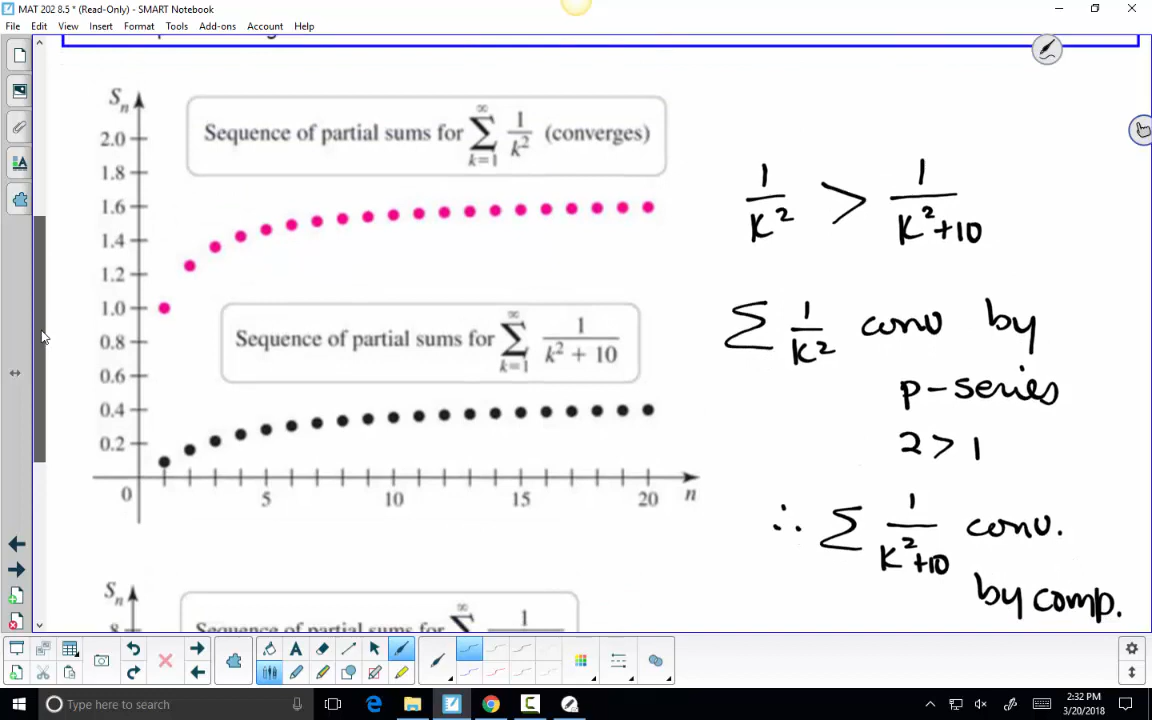 MAT 202 8.5 * (Read-Only) - SMART Notebook
File Edit View Insert Format Tools Add-ons Account Help
Sₙ
2.0
1.8
1.6
1.4
1.2
1.0
0.8
0.6
0.4
0.2
0 5 10 15 20 n
Sequence of partial sums for ∑_{k=1}^{∞} 1/k² (converges)
Sequence of partial sums for ∑_{k=1}^{∞} 1/(k² + 10)
1/k² > 1/(k²+10)
∑ 1/k² conv by
p-series
2 > 1
∴ ∑ 1/(k²+10) conv.
by comp.
Sₙ
8
Type here to search
2:32 PM
3/20/2018